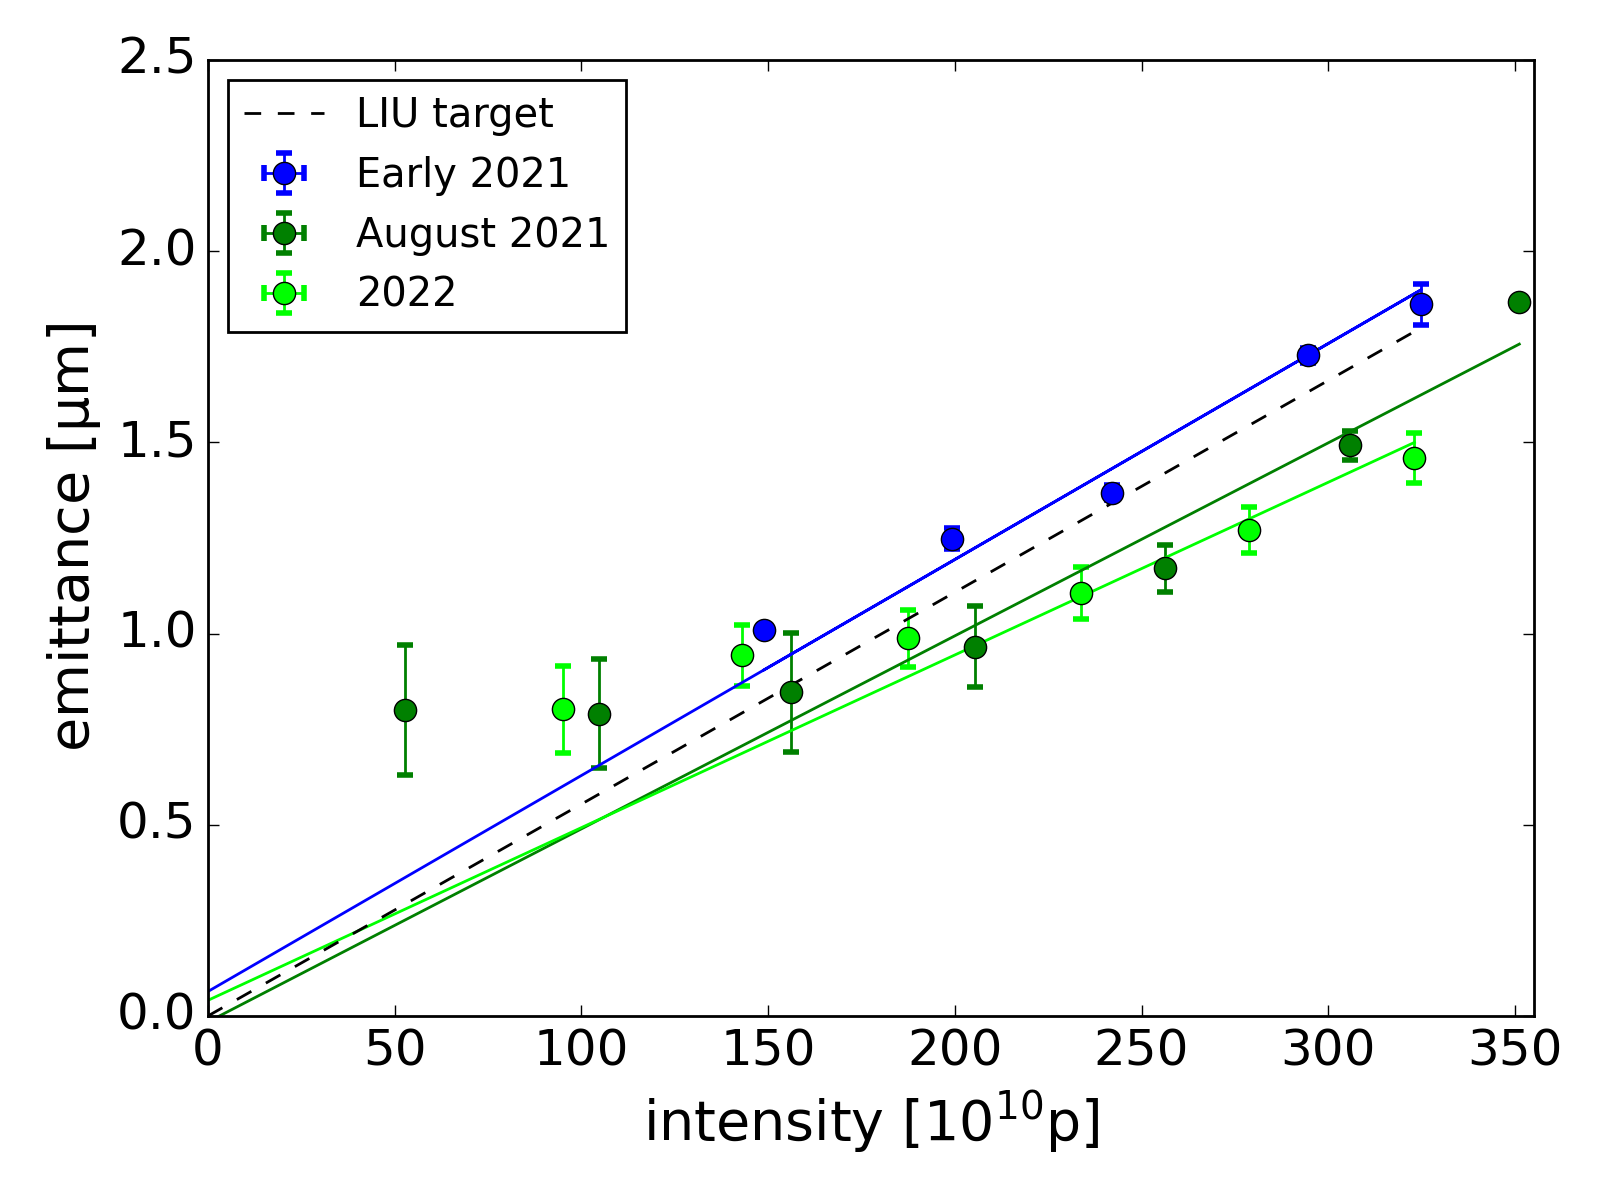 2.5
2.0
1.5
1.0
0.5
0.0
emittance [µm]
LIU target
Early 2021
August 2021
2022
0 50 100 150 200 250 300 350
intensity [10¹⁰p]